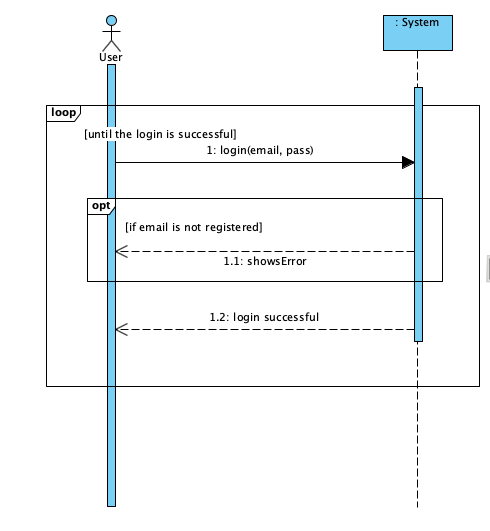 : System
User
loop
[until the login is successful]
1: login(email, pass)
opt
[if email is not registered]
1.1: showsError
1.2: login successful